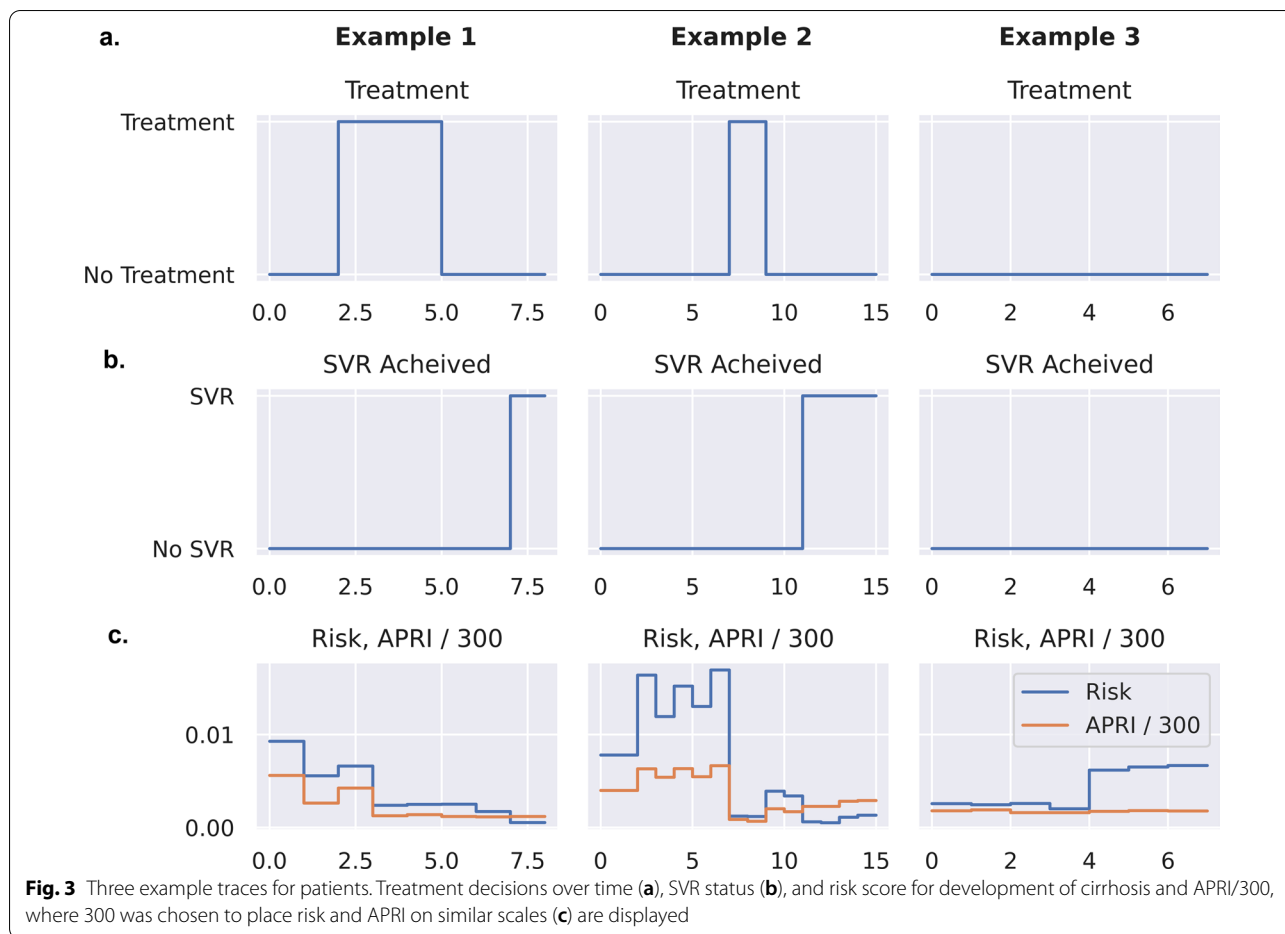 a.
Example 1 Example 2 Example 3
Treatment Treatment Treatment
Treatment
No Treatment
0.0 2.5 5.0 7.5 0 5 10 15 0 2 4 6
b.
SVR Acheived SVR Acheived SVR Acheived
SVR
No SVR
0.0 2.5 5.0 7.5 0 5 10 15 0 2 4 6
c.
Risk, APRI / 300 Risk, APRI / 300 Risk, APRI / 300
Risk
APRI / 300
0.01
0.00
0.0 2.5 5.0 7.5 0 5 10 15 0 2 4 6
Fig. 3 Three example traces for patients. Treatment decisions over time (a), SVR status (b), and risk score for development of cirrhosis and APRI/300,
where 300 was chosen to place risk and APRI on similar scales (c) are displayed